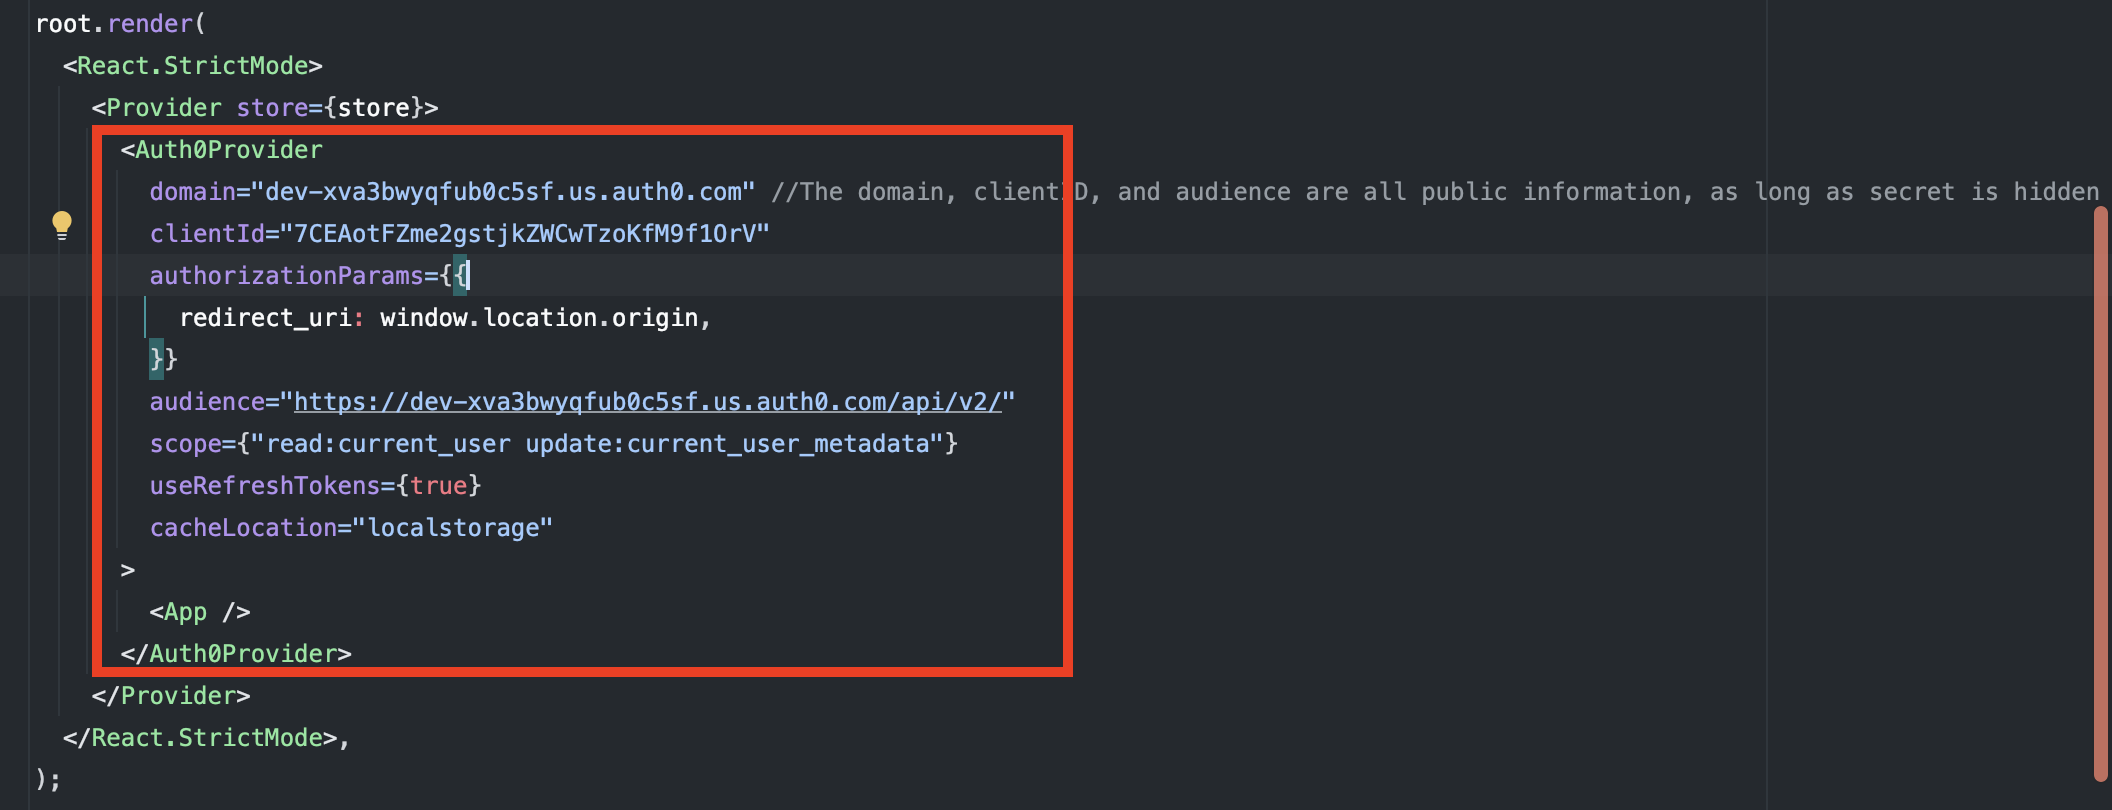 root.render(
<React.StrictMode>
<Provider store={store}>
<Auth0Provider
domain="dev-xva3bwyqfub0c5sf.us.auth0.com" //The domain, clientID, and audience are all public information, as long as secret is hidden
clientId="7CEAotFZme2gstjkZWCwTzoKfM9f1OrV"
authorizationParams={{
redirect_uri: window.location.origin,
}}
audience="https://dev-xva3bwyqfub0c5sf.us.auth0.com/api/v2/"
scope={"read:current_user update:current_user_metadata"}
useRefreshTokens={true}
cacheLocation="localstorage"
>
<App />
</Auth0Provider>
</Provider>
</React.StrictMode>,
);